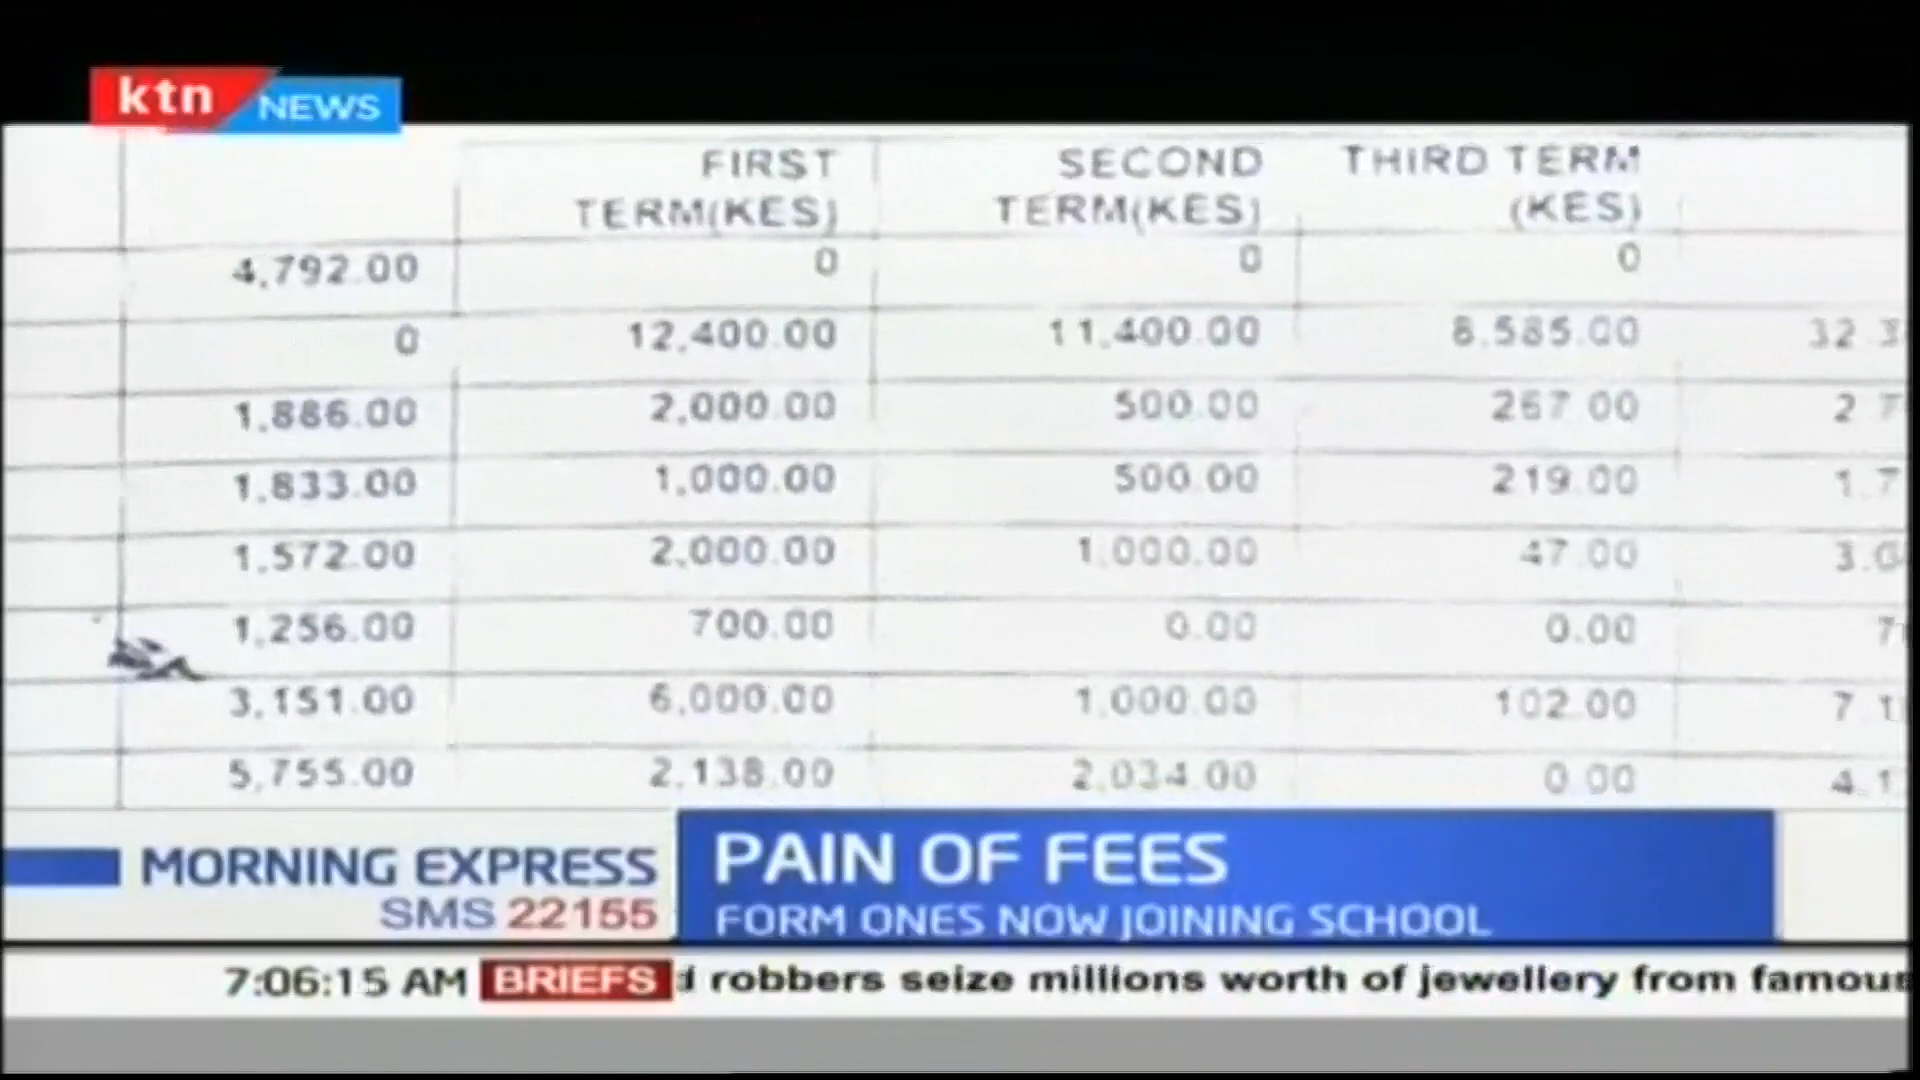 ktn NEWS
FIRST SECOND THIRD TERM
TERM(KES) TERM(KES) (KES)
4,792.00 0 0 0
0 12,400.00 11,400.00 8,585.00
1,886.00 2,000.00 500.00 267.00
1,833.00 1,000.00 500.00 219.00
1,572.00 2,000.00 1,000.00 47.00
1,256.00 700.00 0.00 0.00
3,151.00 6,000.00 1,000.00 102.00
5,755.00 2,138.00 2,034.00 0.00
MORNING EXPRESS
SMS 22155
PAIN OF FEES
FORM ONES NOW JOINING SCHOOL
7:06:15 AM BRIEFS robbers seize millions worth of jewellery from famous